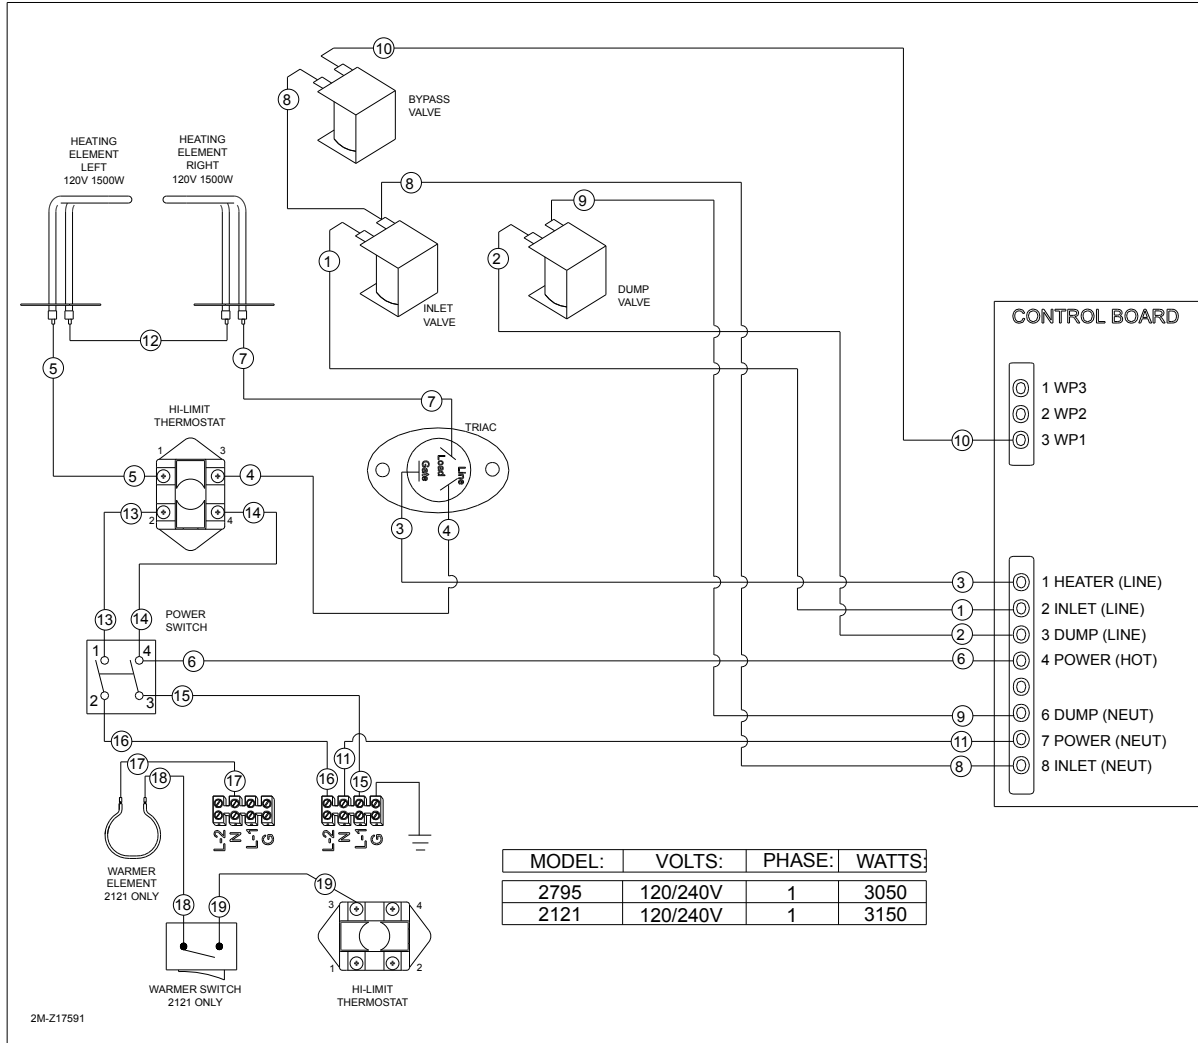 10
BYPASS
VALVE
8
HEATING
ELEMENT
LEFT
120V 1500W
HEATING
ELEMENT
RIGHT
120V 1500W
8
9
1
2
INLET
VALVE
DUMP
VALVE
12
5
7
7
CONTROL BOARD
1 WP3
2 WP2
3 WP1
10
HI-LIMIT
THERMOSTAT
1
3
5
4
13
2
4
14
TRIAC
Gate
Load
Line
3
4
3
1 HEATER (LINE)
1
2 INLET (LINE)
2
3 DUMP (LINE)
6
4 POWER (HOT)
9
6 DUMP (NEUT)
11
7 POWER (NEUT)
8
8 INLET (NEUT)
13
14
POWER
SWITCH
1
4
2
3
6
15
16
17
18
17
16
11
15
L-2
N
L-1
G
L-2
N
L-1
G
WARMER
ELEMENT
2121 ONLY
18
19
19
3
4
1
2
WARMER SWITCH
2121 ONLY
HI-LIMIT
THERMOSTAT
MODEL: VOLTS: PHASE: WATTS:
2795 120/240V 1 3050
2121 120/240V 1 3150
2M-Z17591